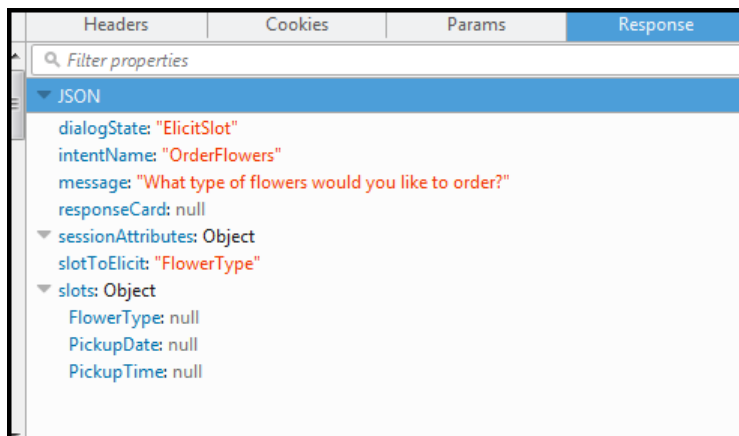 Headers Cookies Params Response
Filter properties
JSON
dialogState: "ElicitSlot"
intentName: "OrderFlowers"
message: "What type of flowers would you like to order?"
responseCard: null
sessionAttributes: Object
slotToElicit: "FlowerType"
slots: Object
FlowerType: null
PickupDate: null
PickupTime: null